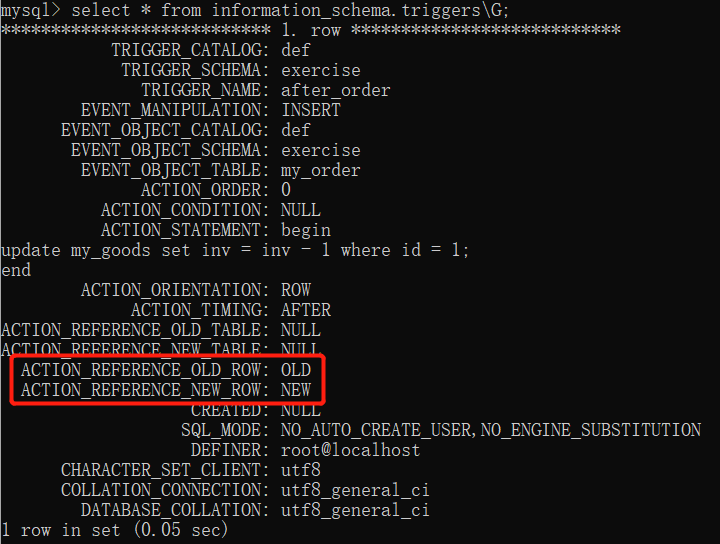 mysql> select * from information_schema.triggers\G;
*************************** 1. row ***************************
TRIGGER_CATALOG: def
TRIGGER_SCHEMA: exercise
TRIGGER_NAME: after_order
EVENT_MANIPULATION: INSERT
EVENT_OBJECT_CATALOG: def
EVENT_OBJECT_SCHEMA: exercise
EVENT_OBJECT_TABLE: my_order
ACTION_ORDER: 0
ACTION_CONDITION: NULL
ACTION_STATEMENT: begin
update my_goods set inv = inv - 1 where id = 1;
end
ACTION_ORIENTATION: ROW
ACTION_TIMING: AFTER
ACTION_REFERENCE_OLD_TABLE: NULL
ACTION_REFERENCE_NEW_TABLE: NULL
ACTION_REFERENCE_OLD_ROW: OLD
ACTION_REFERENCE_NEW_ROW: NEW
CREATED: NULL
SQL_MODE: NO_AUTO_CREATE_USER,NO_ENGINE_SUBSTITUTION
DEFINER: root@localhost
CHARACTER_SET_CLIENT: utf8
COLLATION_CONNECTION: utf8_general_ci
DATABASE_COLLATION: utf8_general_ci
1 row in set (0.05 sec)